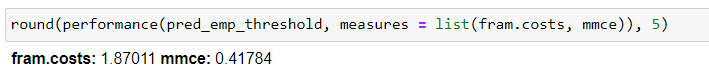 round(performance(pred_emp_threshold, measures = list(fram.costs, mmce)), 5)
fram.costs: 1.87011 mmce: 0.41784